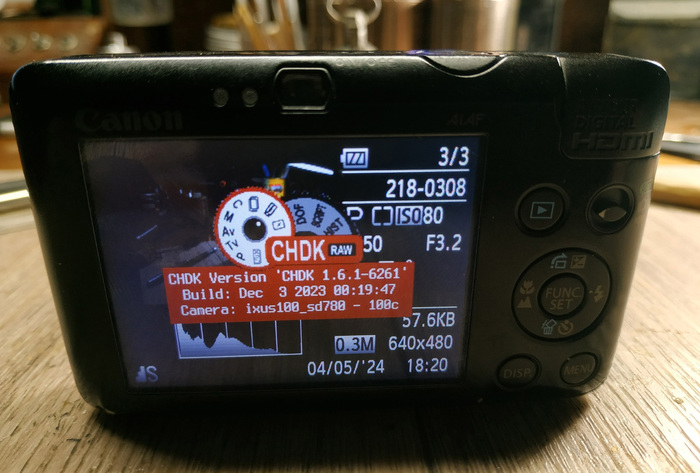 Canon
DIGITAL
HDMI
3/3
218-0308
ISO80
50 F3.2
CHDK RAW
CHDK Version 'CHDK 1.6.1-6261'
Build: Dec 3 2023 00:19:47
Camera: ixus100_sd780 - 100c
57.6KB
0.3M 640x480
04/05/'24 18:20
FUNC
SET
DISP.
MENU